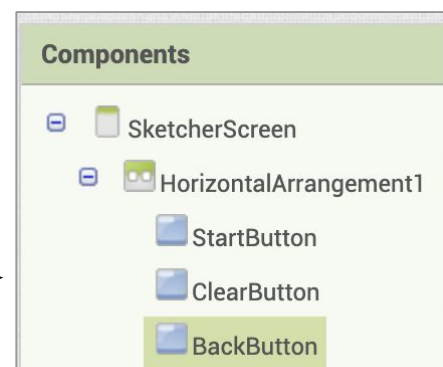 Components
SketcherScreen
HorizontalArrangement1
StartButton
ClearButton
BackButton